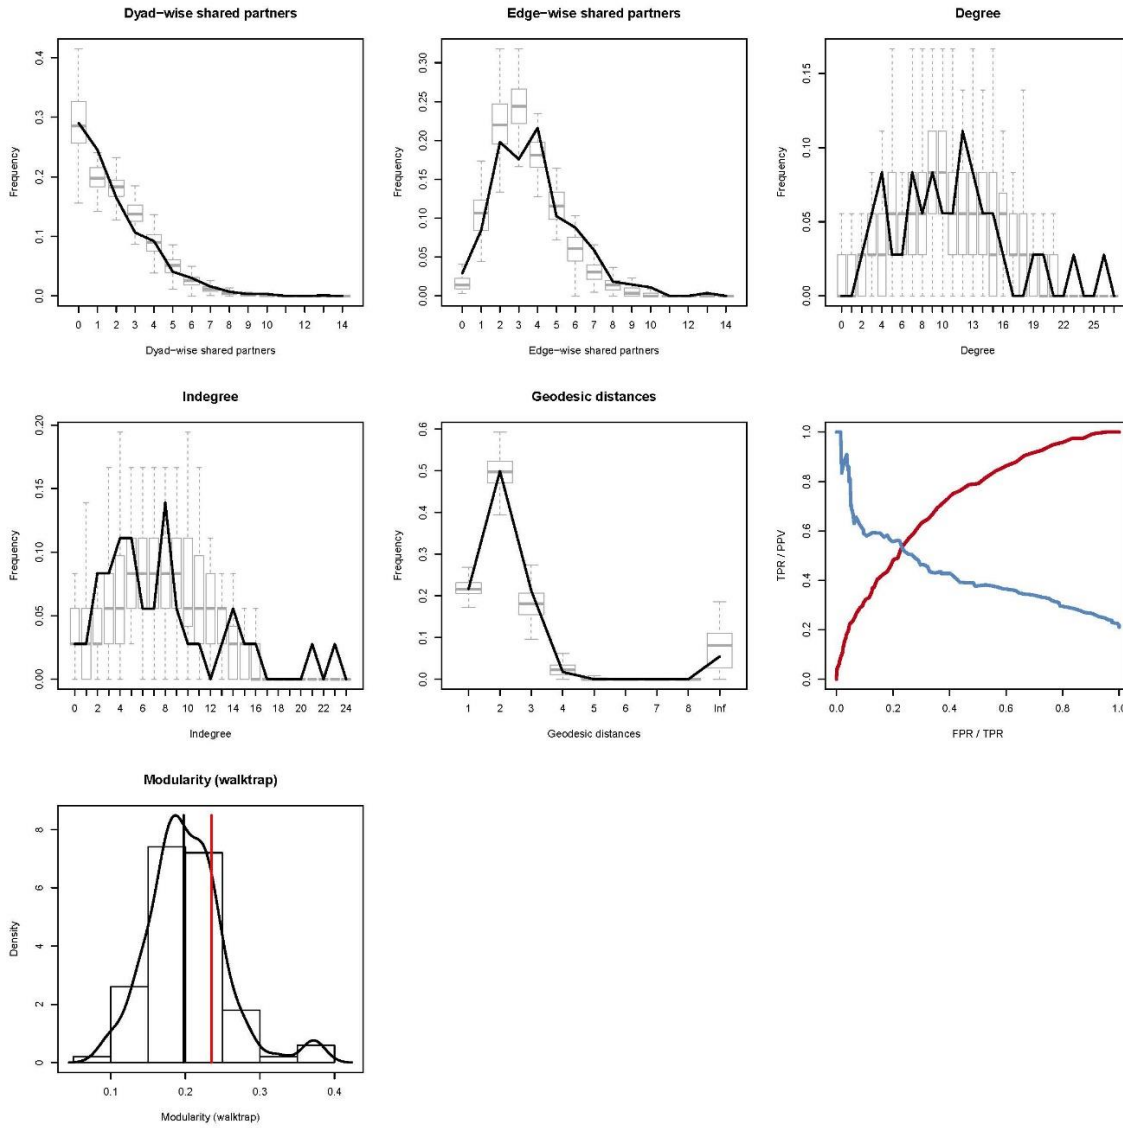 Dyad−wise shared partners
Frequency
0.0 0.1 0.2 0.3 0.4
0 1 2 3 4 5 6 7 8 9 10 12 14
Dyad−wise shared partners
Edge−wise shared partners
Frequency
0.00 0.05 0.10 0.15 0.20 0.25 0.30
0 1 2 3 4 5 6 7 8 9 10 12 14
Edge−wise shared partners
Degree
Frequency
0.00 0.05 0.10 0.15
0 2 4 6 8 10 13 16 19 22 25
Degree
Indegree
Frequency
0.00 0.05 0.10 0.15 0.20
0 2 4 6 8 10 12 14 16 18 20 22 24
Indegree
Geodesic distances
Frequency
0.0 0.1 0.2 0.3 0.4 0.5 0.6
1 2 3 4 5 6 7 8 Inf
Geodesic distances
TPR / PPV
0.0 0.2 0.4 0.6 0.8 1.0
0.0 0.2 0.4 0.6 0.8 1.0
FPR / TPR
Modularity (walktrap)
Density
0 2 4 6 8
0.1 0.2 0.3 0.4
Modularity (walktrap)